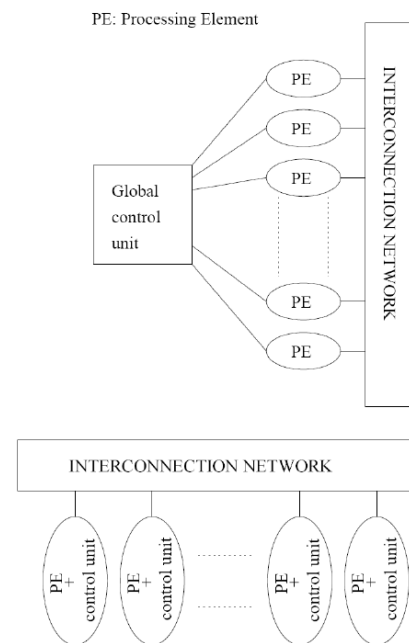 PE: Processing Element
PE
PE
PE
PE
PE
Global
control
unit
INTERCONNECTION NETWORK
INTERCONNECTION NETWORK
PE
+
control unit
PE
+
control unit
PE
+
control unit
PE
+
control unit